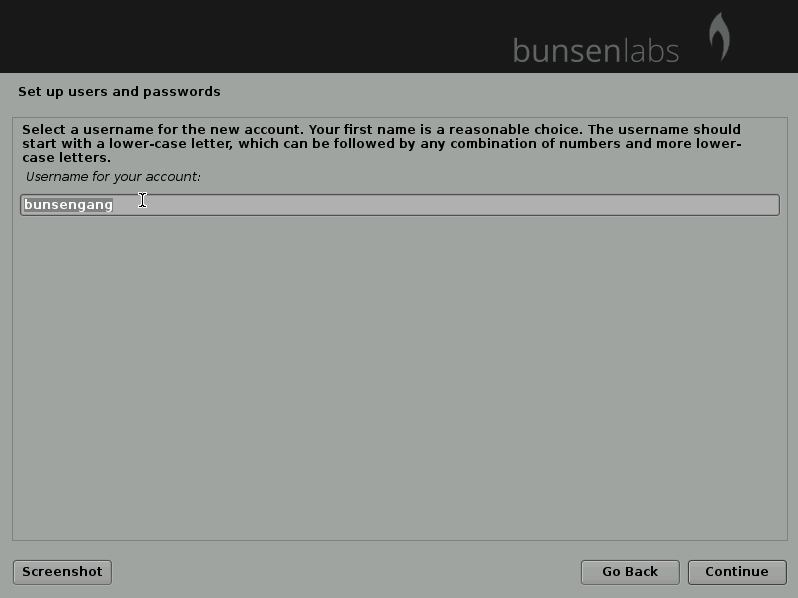 bunsenlabs
Set up users and passwords
Select a username for the new account. Your first name is a reasonable choice. The username should
start with a lower-case letter, which can be followed by any combination of numbers and more lower-
case letters.
Username for your account:
bunsengang
Screenshot
Go Back
Continue